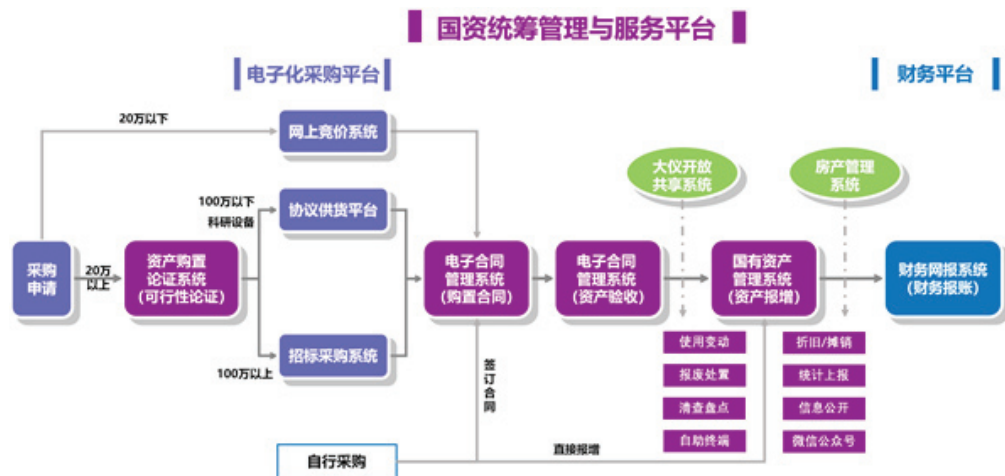 国资统筹管理与服务平台
电子化采购平台
财务平台
20万以下
网上竞价系统
大仪开放
共享系统
房产管理
系统
100万以下
科研设备
协议供货平台
采购
申请
20万
以上
资产购置
论证系统
(可行性论证)
电子合同
管理系统
(购置合同)
电子合同
管理系统
(资产验收)
国有资产
管理系统
(资产报增)
财务网报系统
(财务报账)
100万以上
招标采购系统
签订合同
使用变动
报废处置
清查盘点
自助终端
折旧/摊销
统计上报
信息公开
微信公众号
自行采购
直接报增